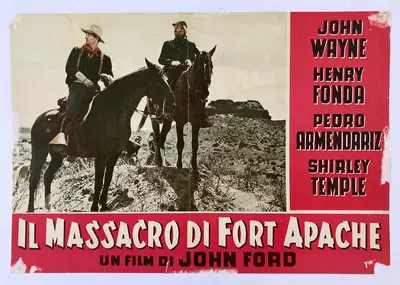 JOHN
WAYNE
HENRY
FONDA
PEDRO
ARMENDARIZ
SHIRLEY
TEMPLE
IL MASSACRO DI FORT APACHE
UN FILM DI JOHN FORD